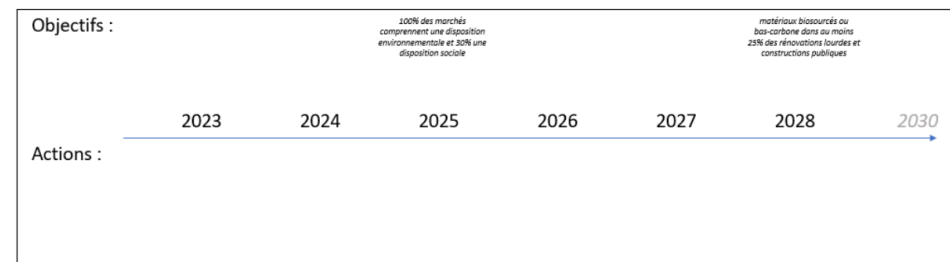 Objectifs :
100% des marchés
comprennent une disposition
environnementale et 30% une
disposition sociale
matériaux biosourcés ou
bas-carbone dans au moins
25% des rénovations lourdes et
constructions publiques
2023 2024 2025 2026 2027 2028 2030
Actions :